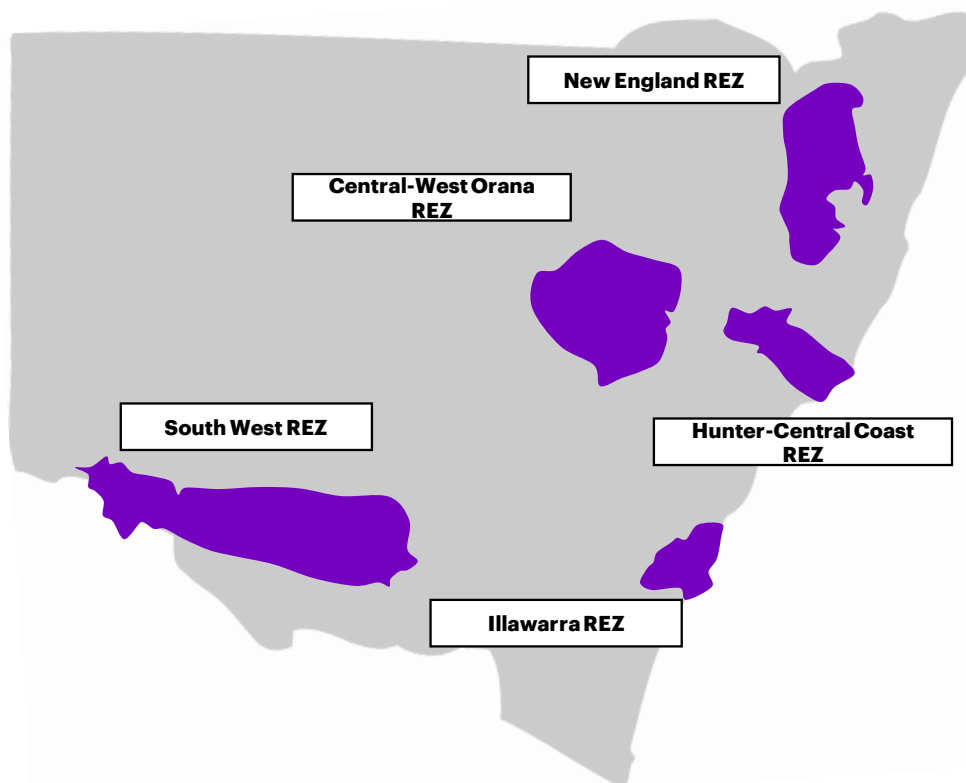 New England REZ
Central-West Orana
REZ
South West REZ
Hunter-Central Coast
REZ
Illawarra REZ